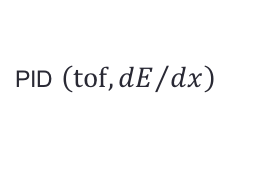 PID (tof, dE/dx)